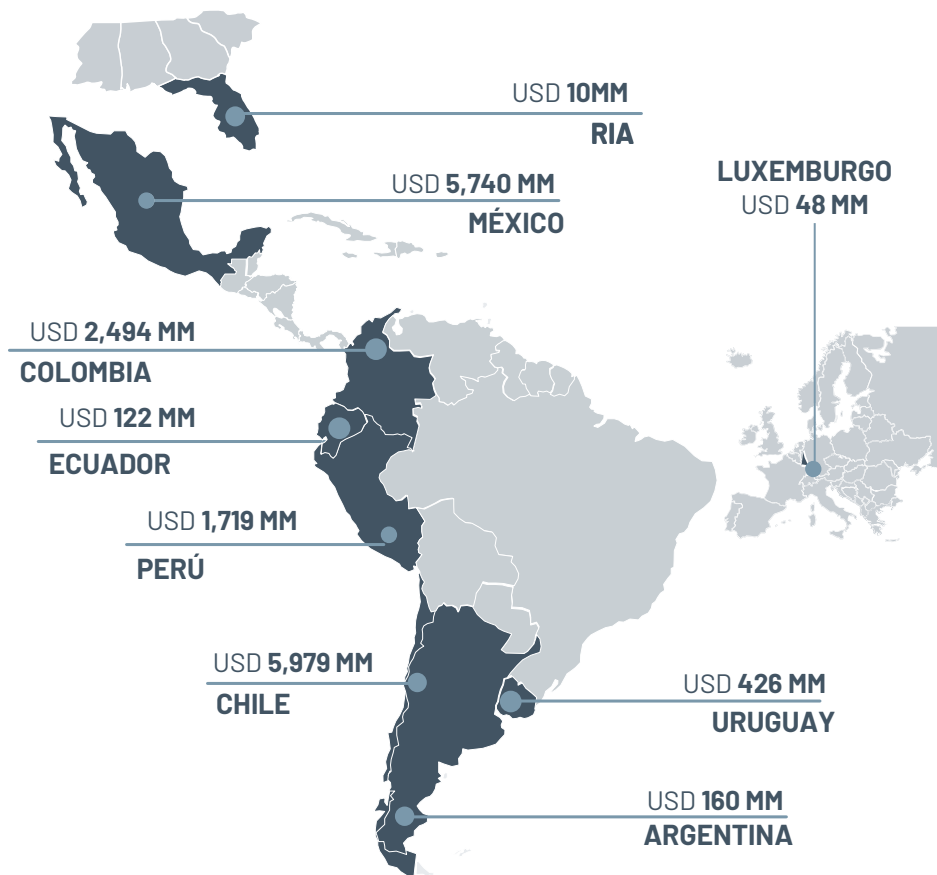 USD 10MM
RIA
USD 5,740 MM
MÉXICO
LUXEMBURGO
USD 48 MM
USD 2,494 MM
COLOMBIA
USD 122 MM
ECUADOR
USD 1,719 MM
PERÚ
USD 5,979 MM
CHILE
USD 426 MM
URUGUAY
USD 160 MM
ARGENTINA